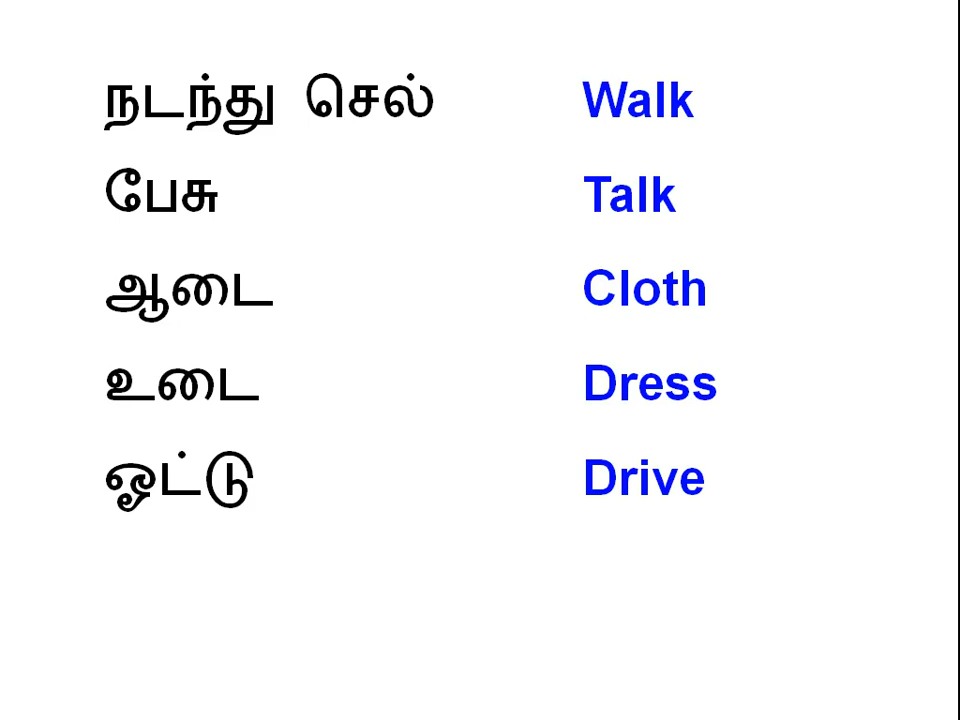 நடந்து செல் Walk
பேசு Talk
ஆடை Cloth
உடை Dress
ஓட்டு Drive